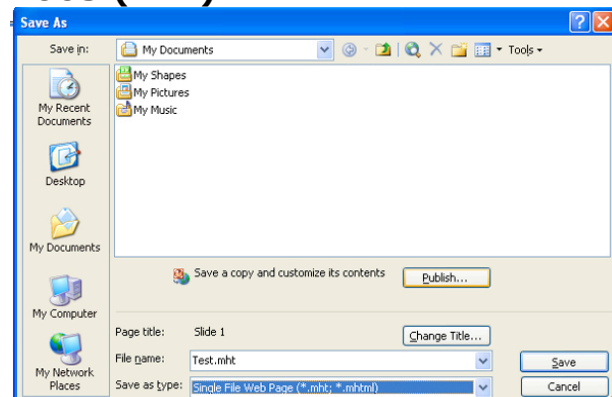 Save As
Save in:
My Documents
Tools
My Shapes
My Pictures
My Music
My Recent
Documents
Desktop
My Documents
My Computer
My Network
Places
Save a copy and customize its contents
Publish...
Page title:
Slide 1
Change Title...
File name:
Test.mht
Save
Save as type:
Single File Web Page (*.mht; *.mhtml)
Cancel